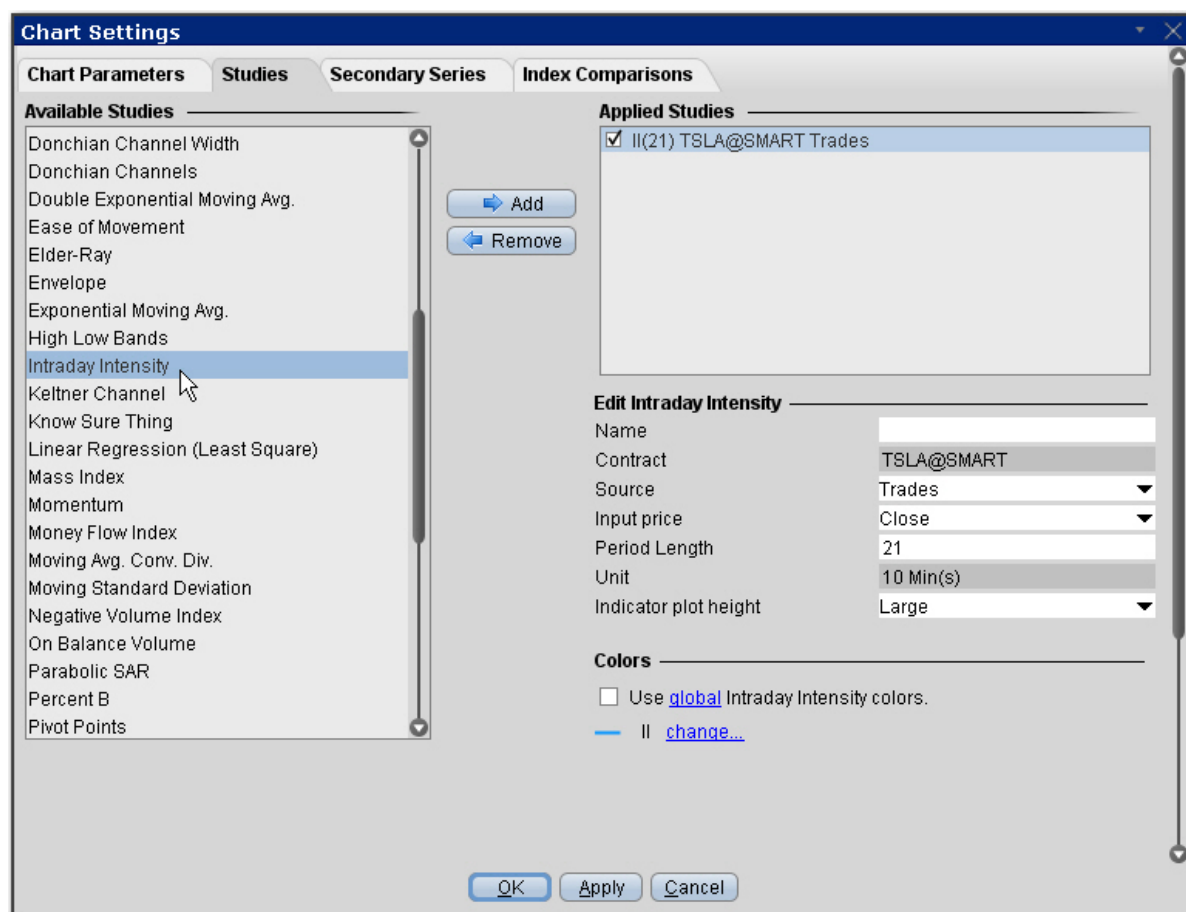 Chart Settings
Chart Parameters
Studies
Secondary Series
Index Comparisons
Available Studies
Donchian Channel Width
Donchian Channels
Double Exponential Moving Avg.
Ease of Movement
Elder-Ray
Envelope
Exponential Moving Avg.
High Low Bands
Intraday Intensity
Keltner Channel
Know Sure Thing
Linear Regression (Least Square)
Mass Index
Momentum
Money Flow Index
Moving Avg. Conv. Div.
Moving Standard Deviation
Negative Volume Index
On Balance Volume
Parabolic SAR
Percent B
Pivot Points
Add
Remove
Applied Studies
II(21) TSLA@SMART Trades
Edit Intraday Intensity
Name
Contract TSLA@SMART
Source Trades
Input price Close
Period Length 21
Unit 10 Min(s)
Indicator plot height Large
Colors
Use global Intraday Intensity colors.
II change...
OK
Apply
Cancel